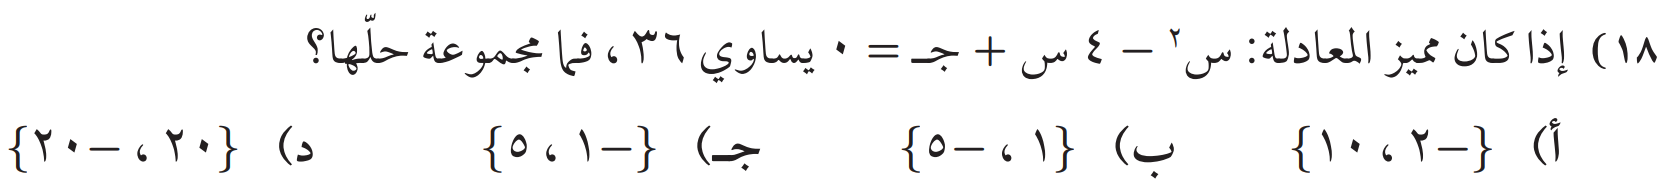 ١٨) إذا كان مميز المعادلة: س٢ − ٤ س + جـ = ٠ يساوي ٣٦ ، فما مجموعة حلّها؟
أ) {−٢ ، ١٠} ب) {١ ، −٥} جـ) {−١ ، ٥} د) {٢٠ ، −٢٠}